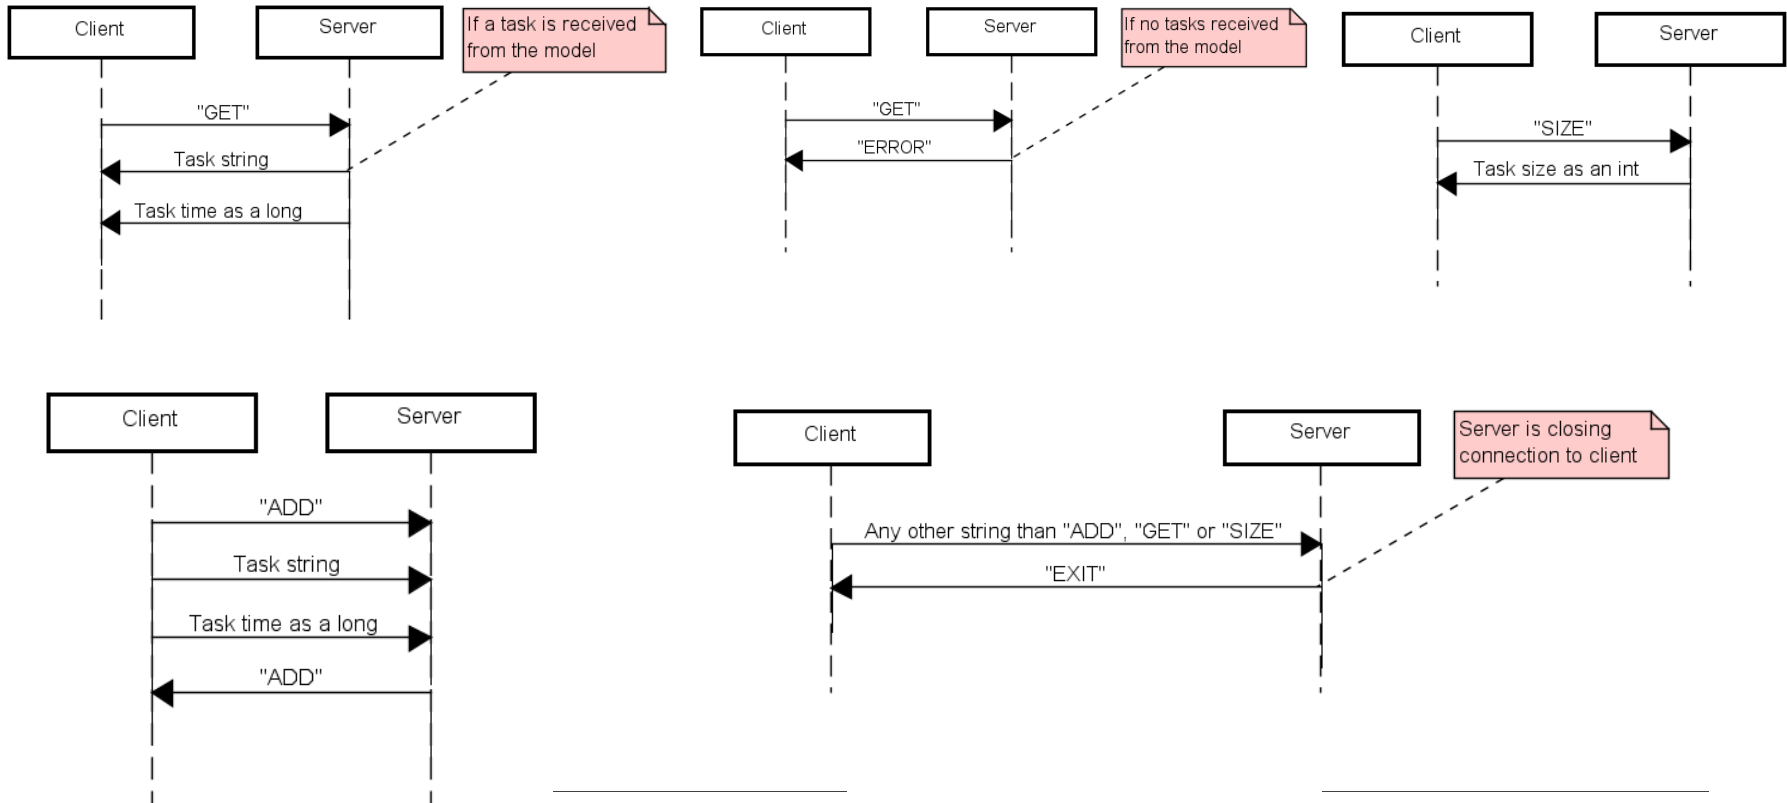 Client
Server
If a task is received
from the model
"GET"
Task string
Task time as a long
Client
Server
If no tasks received
from the model
"GET"
"ERROR"
Client
Server
"SIZE"
Task size as an int
Client
Server
"ADD"
Task string
Task time as a long
"ADD"
Client
Server
Server is closing
connection to client
Any other string than "ADD", "GET" or "SIZE"
"EXIT"